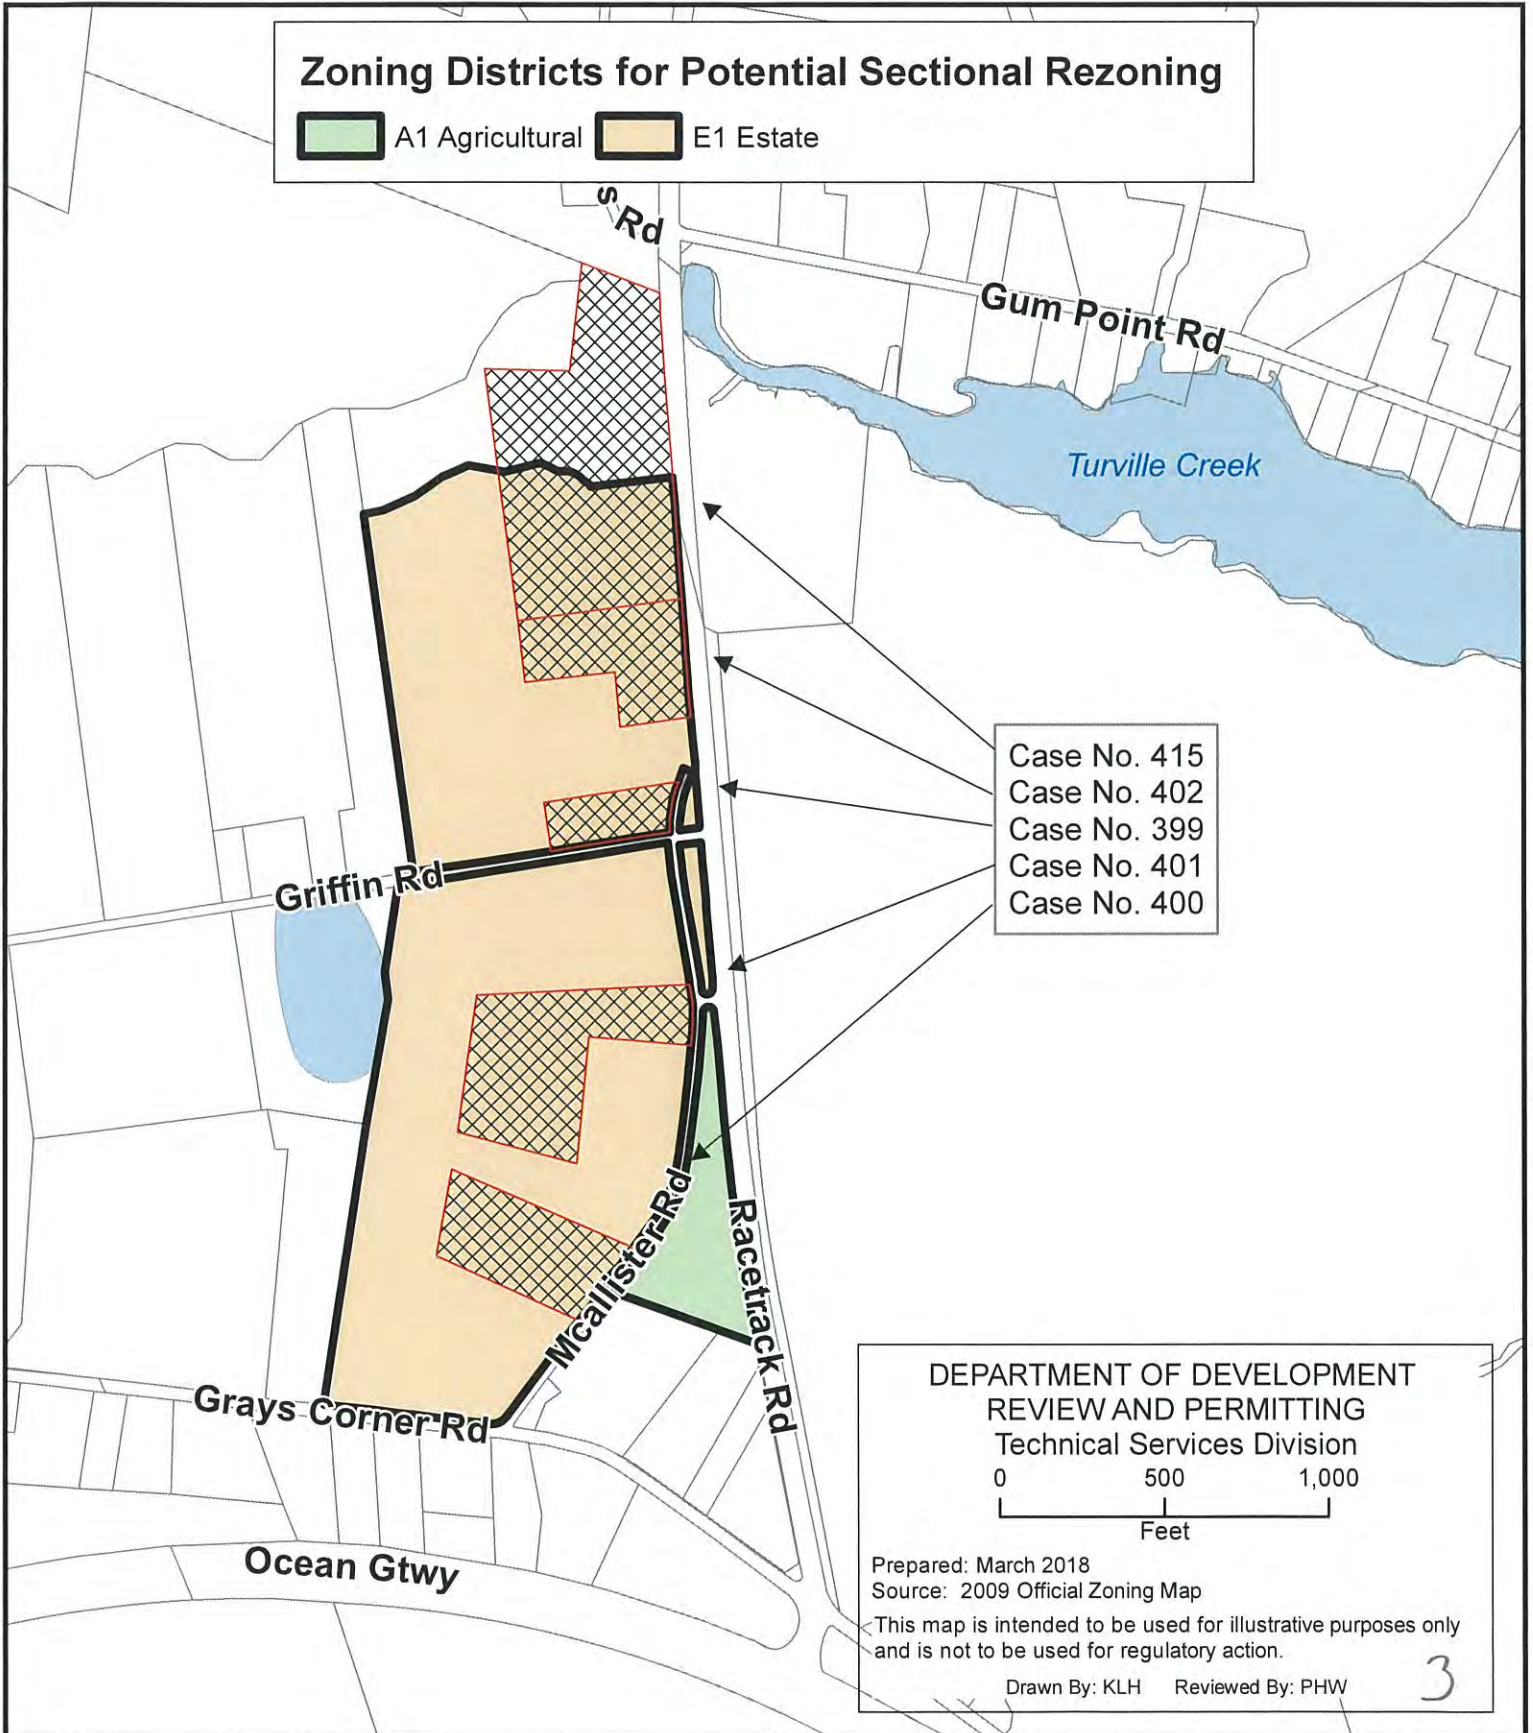 Zoning Districts for Potential Sectional Rezoning
A1 Agricultural E1 Estate
s Rd
Gum Point Rd
Turville Creek
Case No. 415
Case No. 402
Case No. 399
Case No. 401
Case No. 400
Griffin Rd
Mcallister Rd
Racetrack Rd
Grays Corner Rd
Ocean Gtwy
DEPARTMENT OF DEVELOPMENT
REVIEW AND PERMITTING
Technical Services Division
0 500 1,000
Feet
Prepared: March 2018
Source: 2009 Official Zoning Map
This map is intended to be used for illustrative purposes only
and is not to be used for regulatory action.
Drawn By: KLH Reviewed By: PHW
3